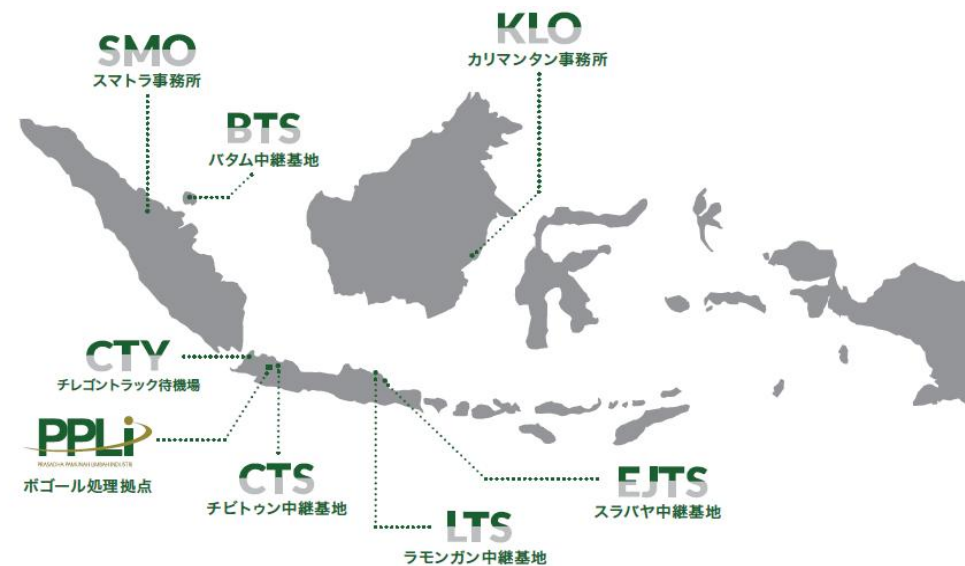 SMO
スマトラ事務所
KLO
カリマンタン事務所
BTS
バタム中継基地
CTY
チレゴントラック待機場
PPLi
PRASADHA PAMUNAH LIMBAH INDUSTRI
ボゴール処理拠点
CTS
チビトゥン中継基地
LTS
ラモンガン中継基地
EJTS
スラバヤ中継基地